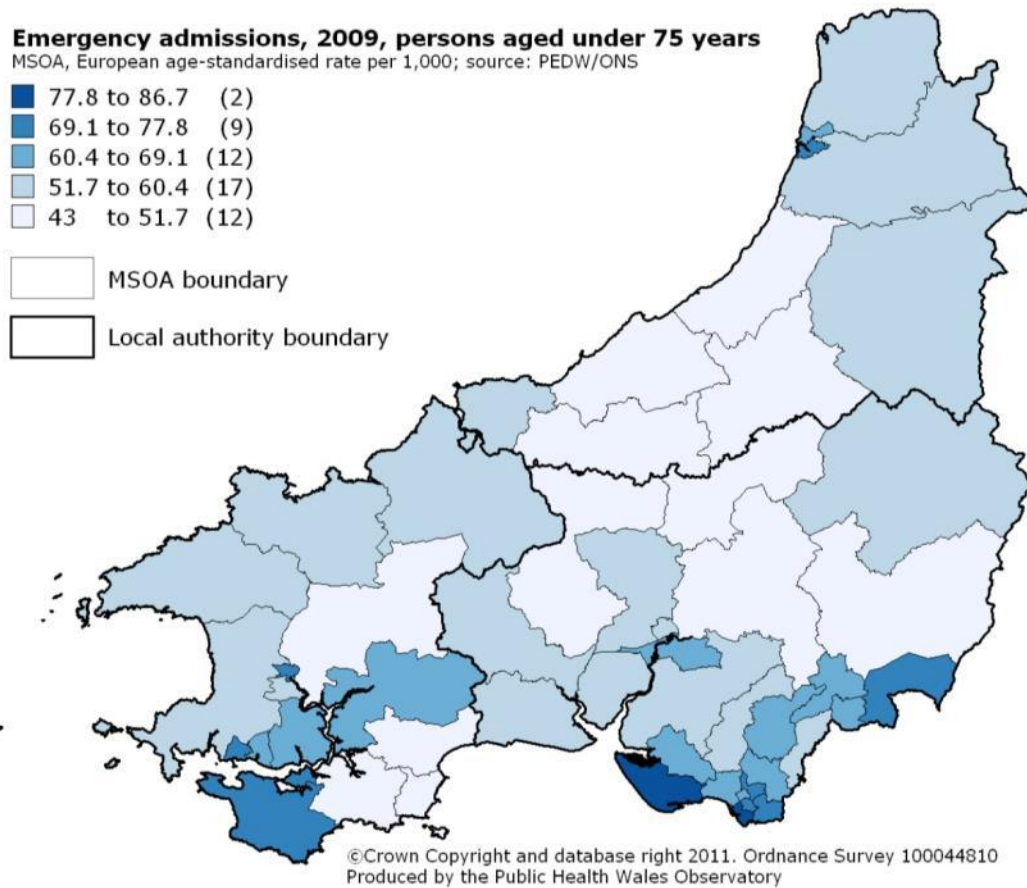 Emergency admissions, 2009, persons aged under 75 years
MSOA, European age-standardised rate per 1,000; source: PEDW/ONS
77.8 to 86.7 (2)
69.1 to 77.8 (9)
60.4 to 69.1 (12)
51.7 to 60.4 (17)
43 to 51.7 (12)
MSOA boundary
Local authority boundary
©Crown Copyright and database right 2011. Ordnance Survey 100044810
Produced by the Public Health Wales Observatory